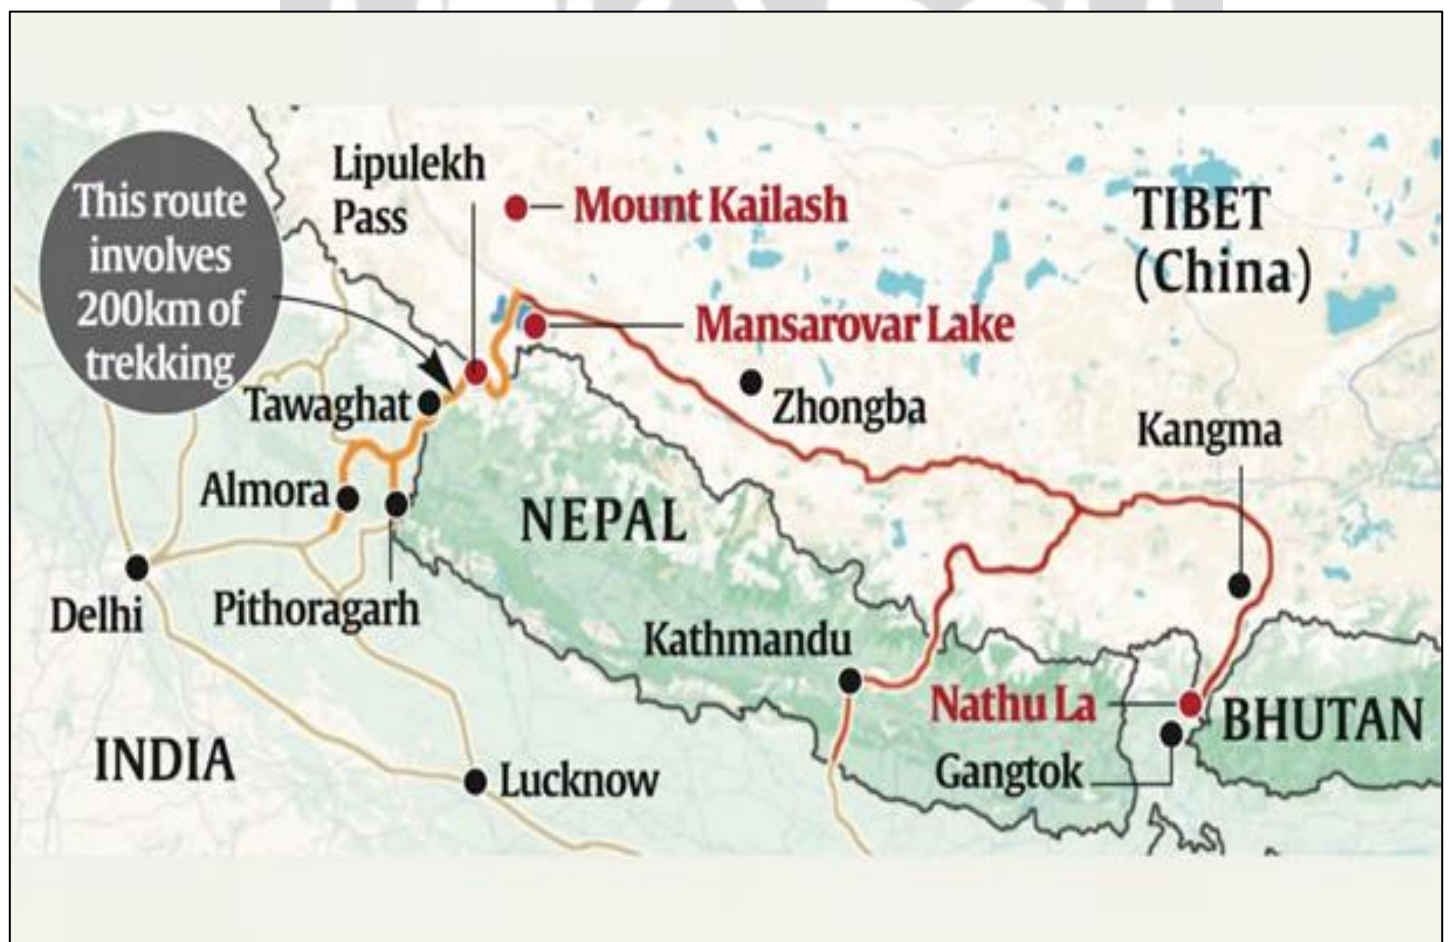 This route
involves
200km of
trekking
Lipulekh
Pass
Mount Kailash
TIBET
(China)
Mansarovar Lake
Tawaghat
Zhongba
Kangma
Almora
NEPAL
Delhi
Pithoragarh
Kathmandu
Nathu La
BHUTAN
INDIA
Lucknow
Gangtok